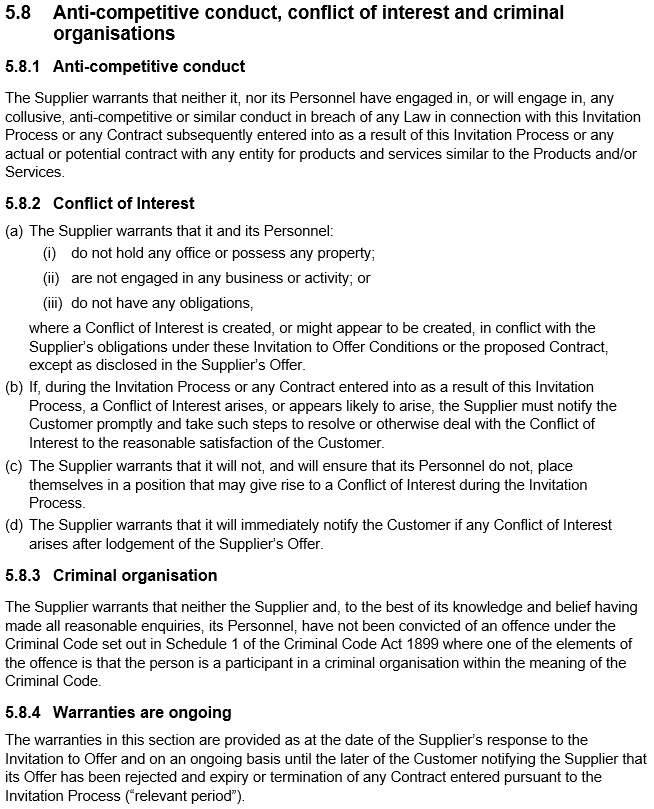 5.8 Anti-competitive conduct, conflict of interest and criminal
organisations
5.8.1 Anti-competitive conduct
The Supplier warrants that neither it, nor its Personnel have engaged in, or will engage in, any
collusive, anti-competitive or similar conduct in breach of any Law in connection with this Invitation
Process or any Contract subsequently entered into as a result of this Invitation Process or any
actual or potential contract with any entity for products and services similar to the Products and/or
Services.
5.8.2 Conflict of Interest
(a) The Supplier warrants that it and its Personnel:
(i) do not hold any office or possess any property;
(ii) are not engaged in any business or activity; or
(iii) do not have any obligations,
where a Conflict of Interest is created, or might appear to be created, in conflict with the
Supplier's obligations under these Invitation to Offer Conditions or the proposed Contract,
except as disclosed in the Supplier's Offer.
(b) If, during the Invitation Process or any Contract entered into as a result of this Invitation
Process, a Conflict of Interest arises, or appears likely to arise, the Supplier must notify the
Customer promptly and take such steps to resolve or otherwise deal with the Conflict of
Interest to the reasonable satisfaction of the Customer.
(c) The Supplier warrants that it will not, and will ensure that its Personnel do not, place
themselves in a position that may give rise to a Conflict of Interest during the Invitation
Process.
(d) The Supplier warrants that it will immediately notify the Customer if any Conflict of Interest
arises after lodgement of the Supplier's Offer.
5.8.3 Criminal organisation
The Supplier warrants that neither the Supplier and, to the best of its knowledge and belief having
made all reasonable enquiries, its Personnel, have not been convicted of an offence under the
Criminal Code set out in Schedule 1 of the Criminal Code Act 1899 where one of the elements of
the offence is that the person is a participant in a criminal organisation within the meaning of the
Criminal Code.
5.8.4 Warranties are ongoing
The warranties in this section are provided as at the date of the Supplier's response to the
Invitation to Offer and on an ongoing basis until the later of the Customer notifying the Supplier that
its Offer has been rejected and expiry or termination of any Contract entered pursuant to the
Invitation Process ("relevant period").